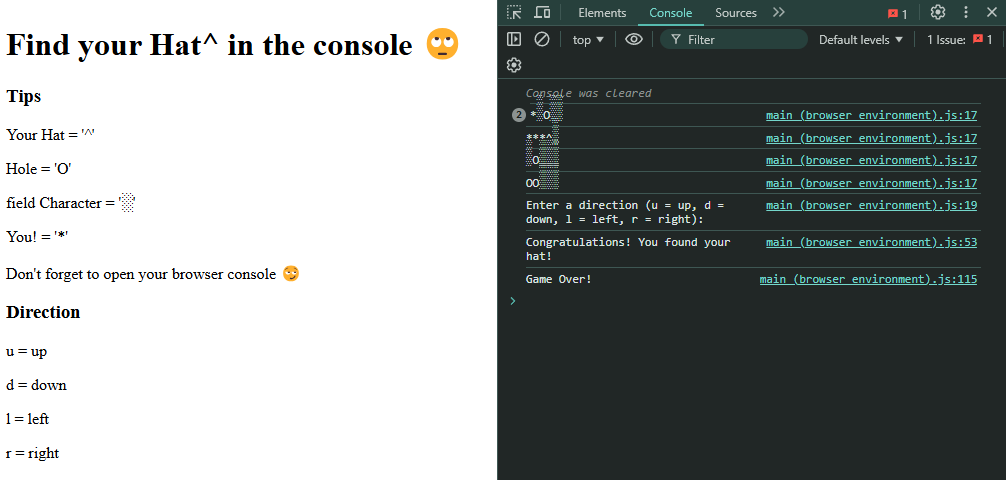 Find your Hat^ in the console 🙄
Tips
Your Hat = '^'
Hole = 'O'
field Character = '░'
You! = '*'
Don't forget to open your browser console 🙄
Direction
u = up
d = down
l = left
r = right
Elements Console Sources 1
top Filter Default levels 1 Issue: 1
Console was cleared
2 *░O░░ main (browser environment).js:17
***^░ main (browser environment).js:17
░O░░░ main (browser environment).js:17
OO░░░ main (browser environment).js:17
Enter a direction (u = up, d = main (browser environment).js:19
down, l = left, r = right):
Congratulations! You found your main (browser environment).js:53
hat!
Game Over! main (browser environment).js:115